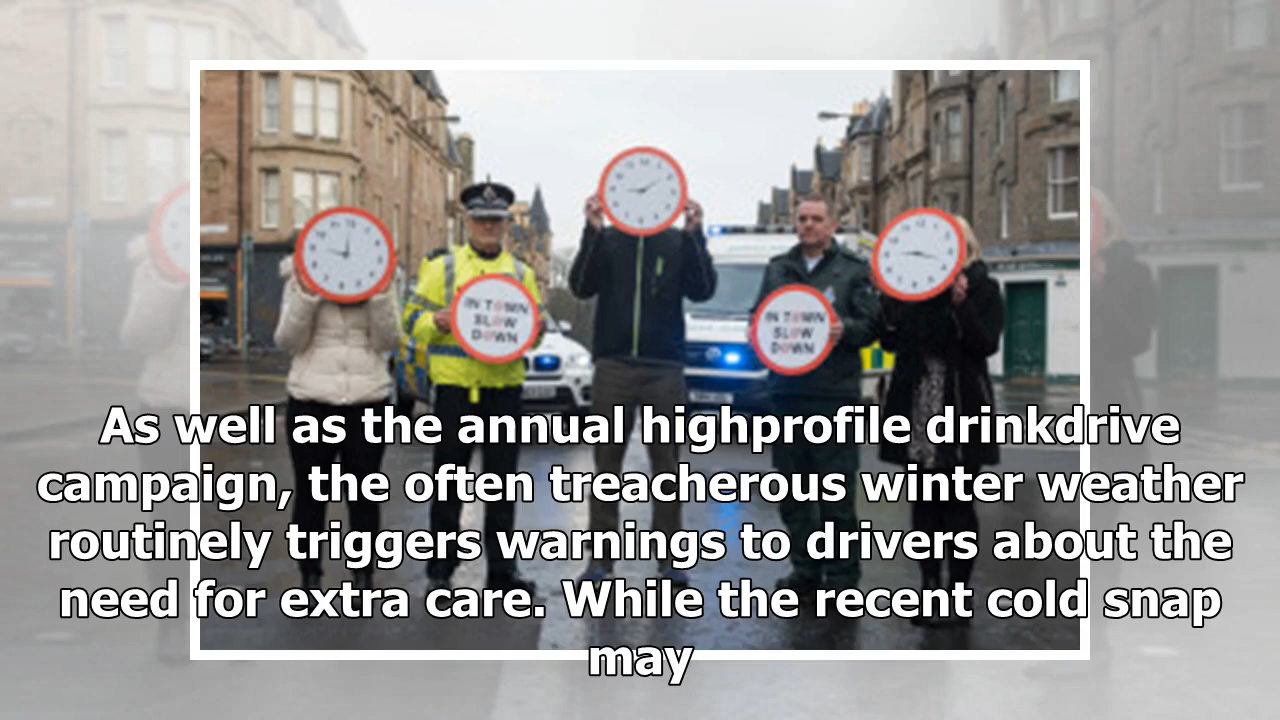 IN TOWN
SLOW
DOWN
IN TOWN
SLOW
DOWN
As well as the annual highprofile drinkdrive
campaign, the often treacherous winter weather
routinely triggers warnings to drivers about the
need for extra care. While the recent cold snap
may